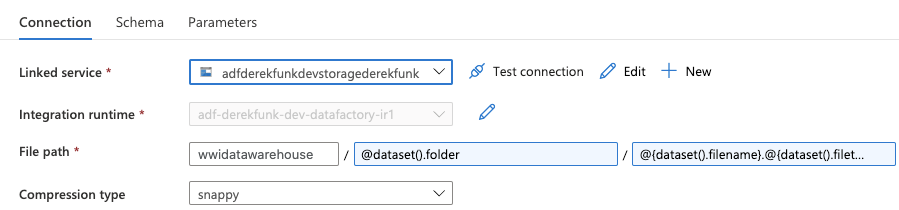 Connection Schema Parameters
Linked service * adfderekfunkdevstoragederekfunk Test connection Edit New
Integration runtime * adf-derekfunk-dev-datafactory-ir1
File path * wwidatawarehouse / @dataset().folder / @{dataset().filename}.@{dataset().filet...
Compression type snappy